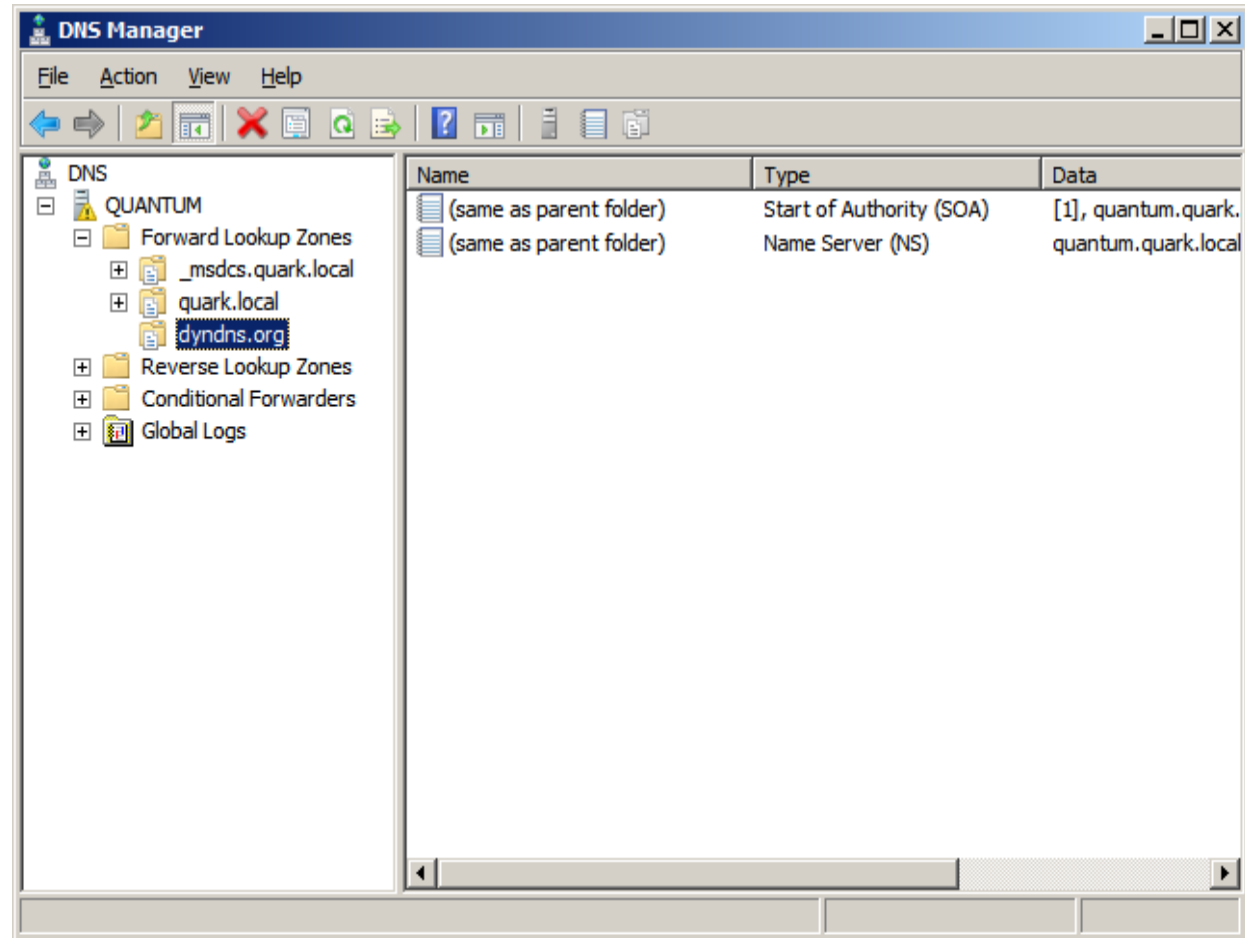 DNS Manager
File Action View Help
DNS
QUANTUM
Forward Lookup Zones
_msdcs.quark.local
quark.local
dyndns.org
Reverse Lookup Zones
Conditional Forwarders
Global Logs
Name Type Data
(same as parent folder) Start of Authority (SOA) [1], quantum.quark.
(same as parent folder) Name Server (NS) quantum.quark.local